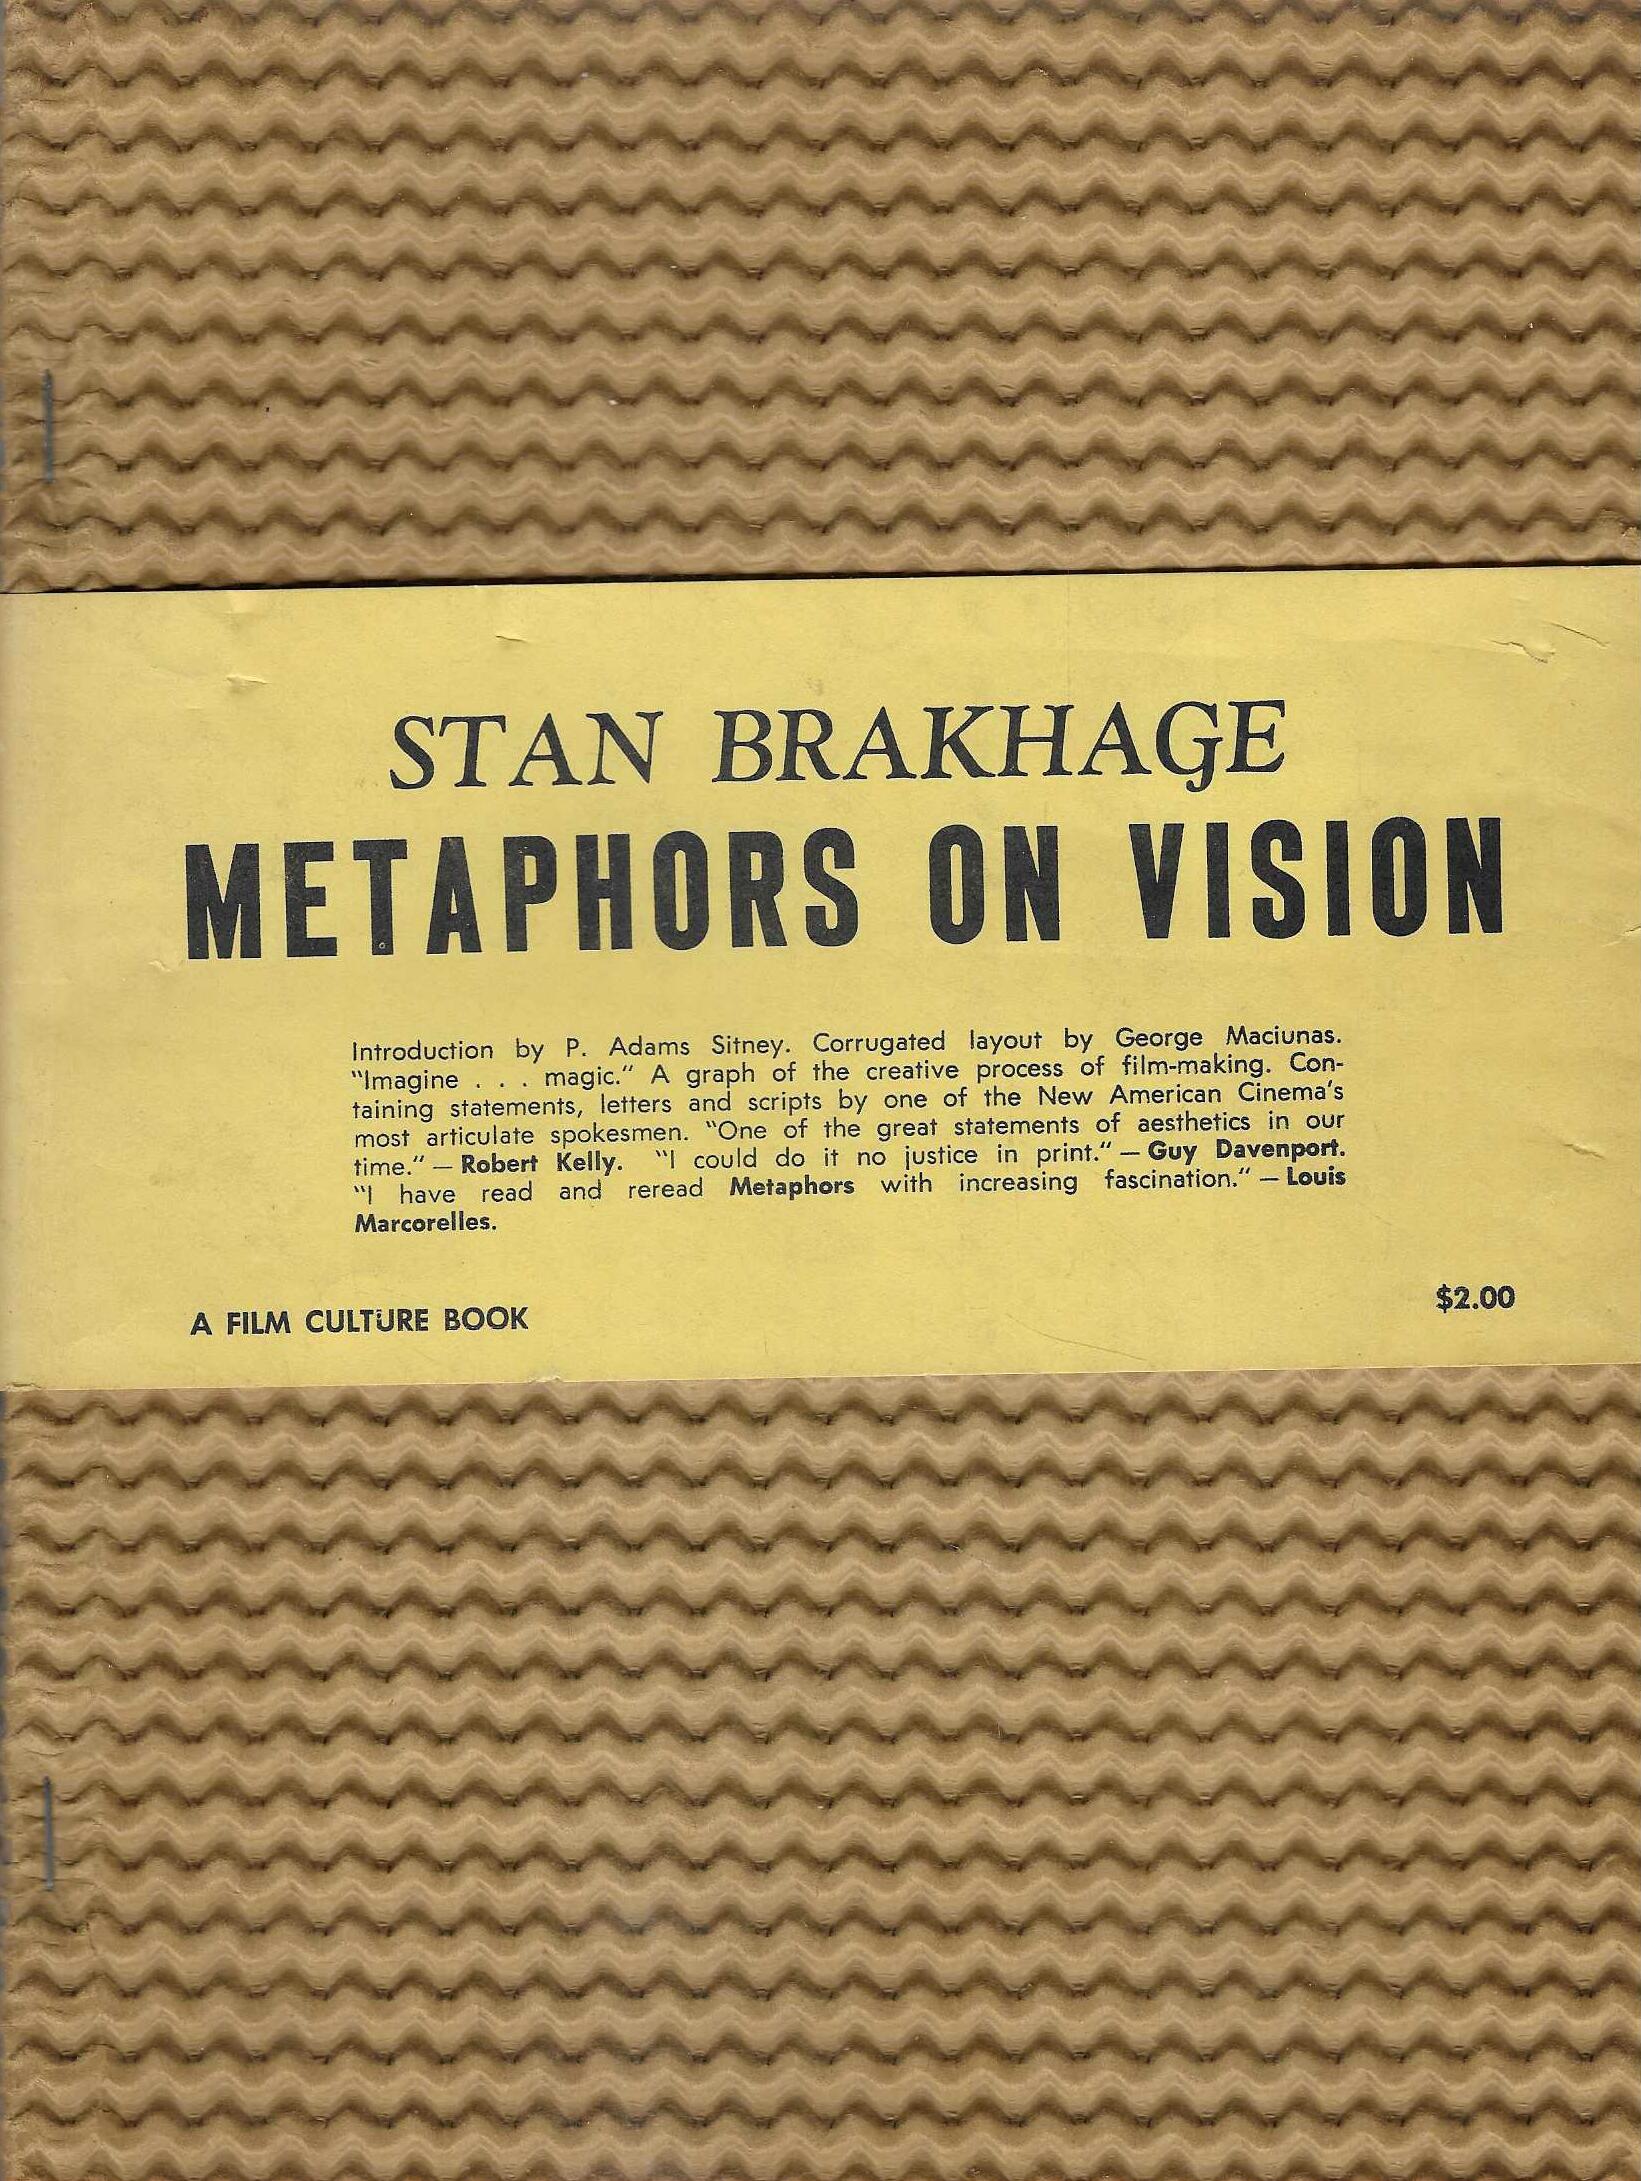 STAN BRAKHAGE
METAPHORS ON VISION
Introduction by P. Adams Sitney. Corrugated layout by George Maciunas.
"Imagine . . . magic." A graph of the creative process of film-making. Con-
taining statements, letters and scripts by one of the New American Cinema's
most articulate spokesmen. "One of the great statements of aesthetics in our
time." — Robert Kelly. "I could do it no justice in print." — Guy Davenport.
"I have read and reread Metaphors with increasing fascination." — Louis
Marcorelles.
A FILM CULTURE BOOK
$2.00